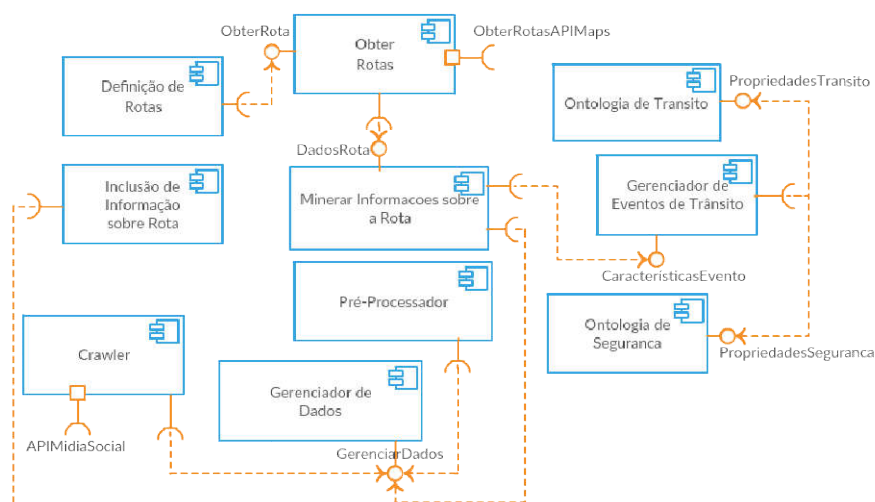 ObterRota
Obter
Rotas
ObterRotasAPIMaps
Definição de
Rotas
Ontologia de Transito
PropriedadesTransito
DadosRota
Inclusão de
Informação
sobre Rota
Minerar Informacoes sobre
a Rota
Gerenciador de
Eventos de Trânsito
CaracteristicasEvento
Pré-Processador
Ontologia de
Seguranca
PropriedadesSeguranca
Crawler
Gerenciador de
Dados
APIMidiaSocial
GerenciarDados